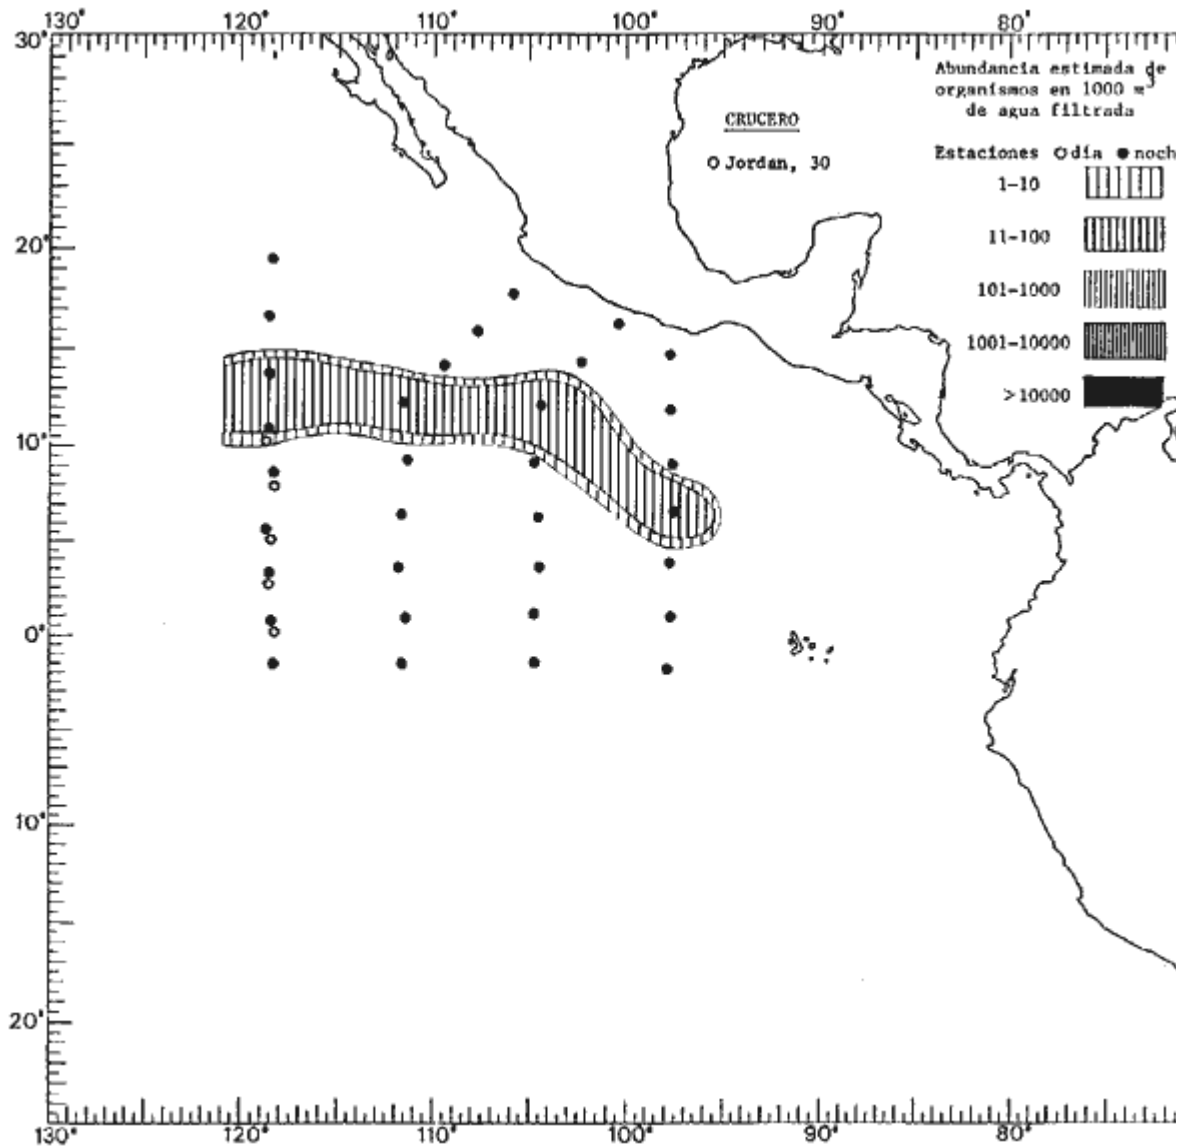 130° 120° 110° 100° 90° 80°
30°
Abundancia estimada de
organismos en 1000 m³
de agua filtrada
CRUCERO
Estaciones O día ● noch
O Jordan, 30
1-10
20°
11-100
101-1000
1001-10000
>10000
10°
0°
10°
20°
130° 120° 110° 100° 90° 80°